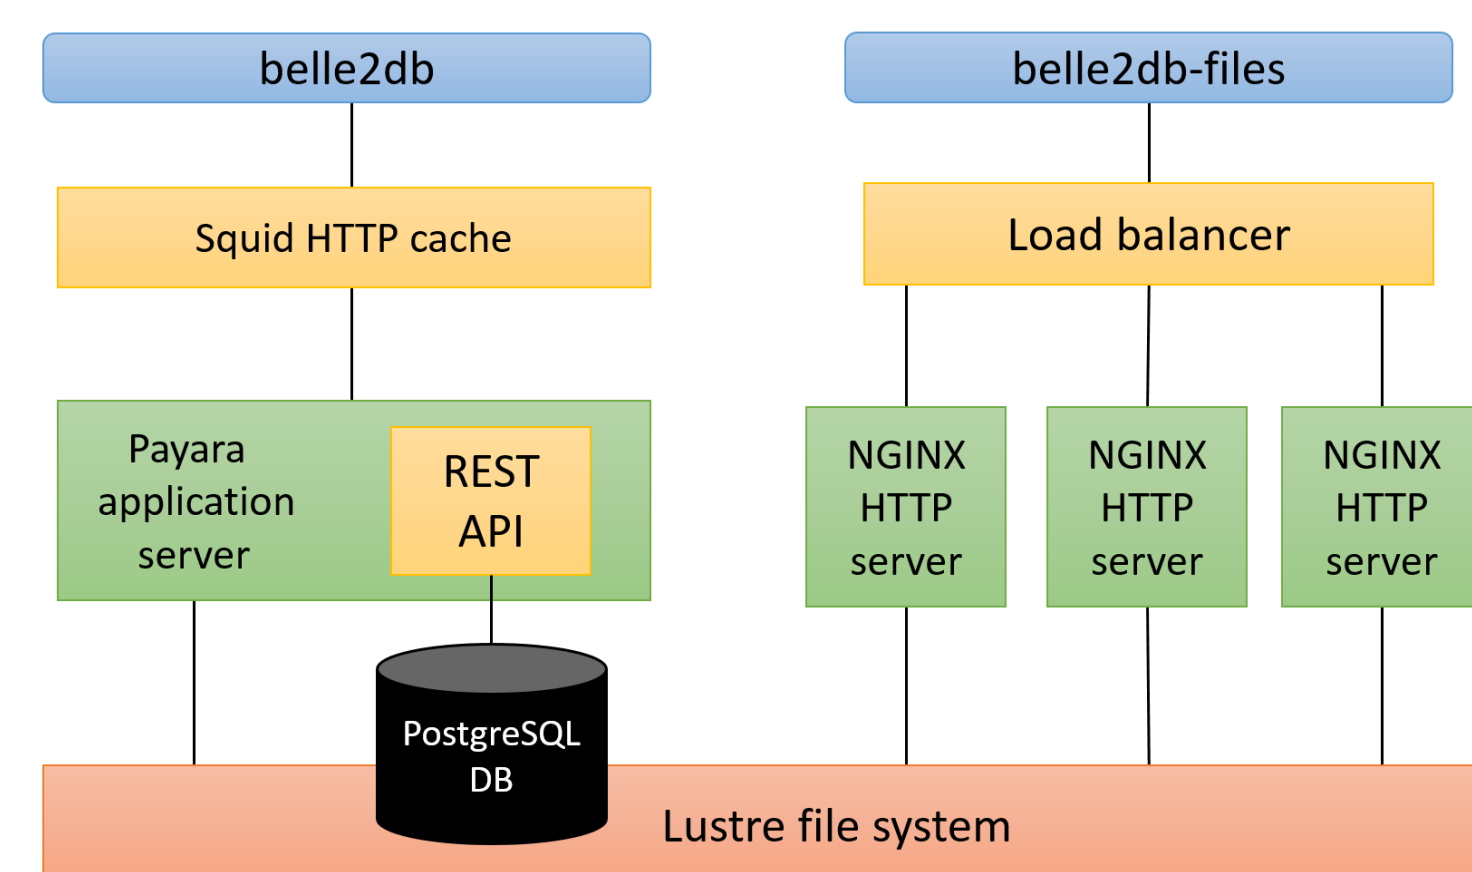 belle2db
belle2db-files
Squid HTTP cache
Load balancer
Payara
application
server
REST
API
NGINX
HTTP
server
NGINX
HTTP
server
NGINX
HTTP
server
PostgreSQL
DB
Lustre file system